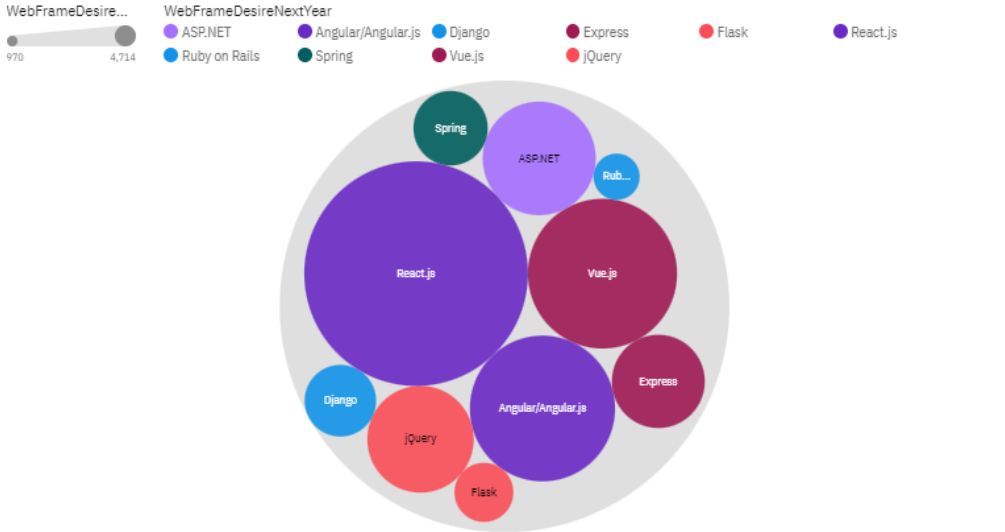 WebFrameDesire... WebFrameDesireNextYear
ASP.NET Angular/Angular.js Django Express Flask React.js
970 4,714 Ruby on Rails Spring Vue.js jQuery
Spring
ASP.NET
Rub...
React.js
Vue.js
Express
Django
Angular/Angular.js
jQuery
Flask